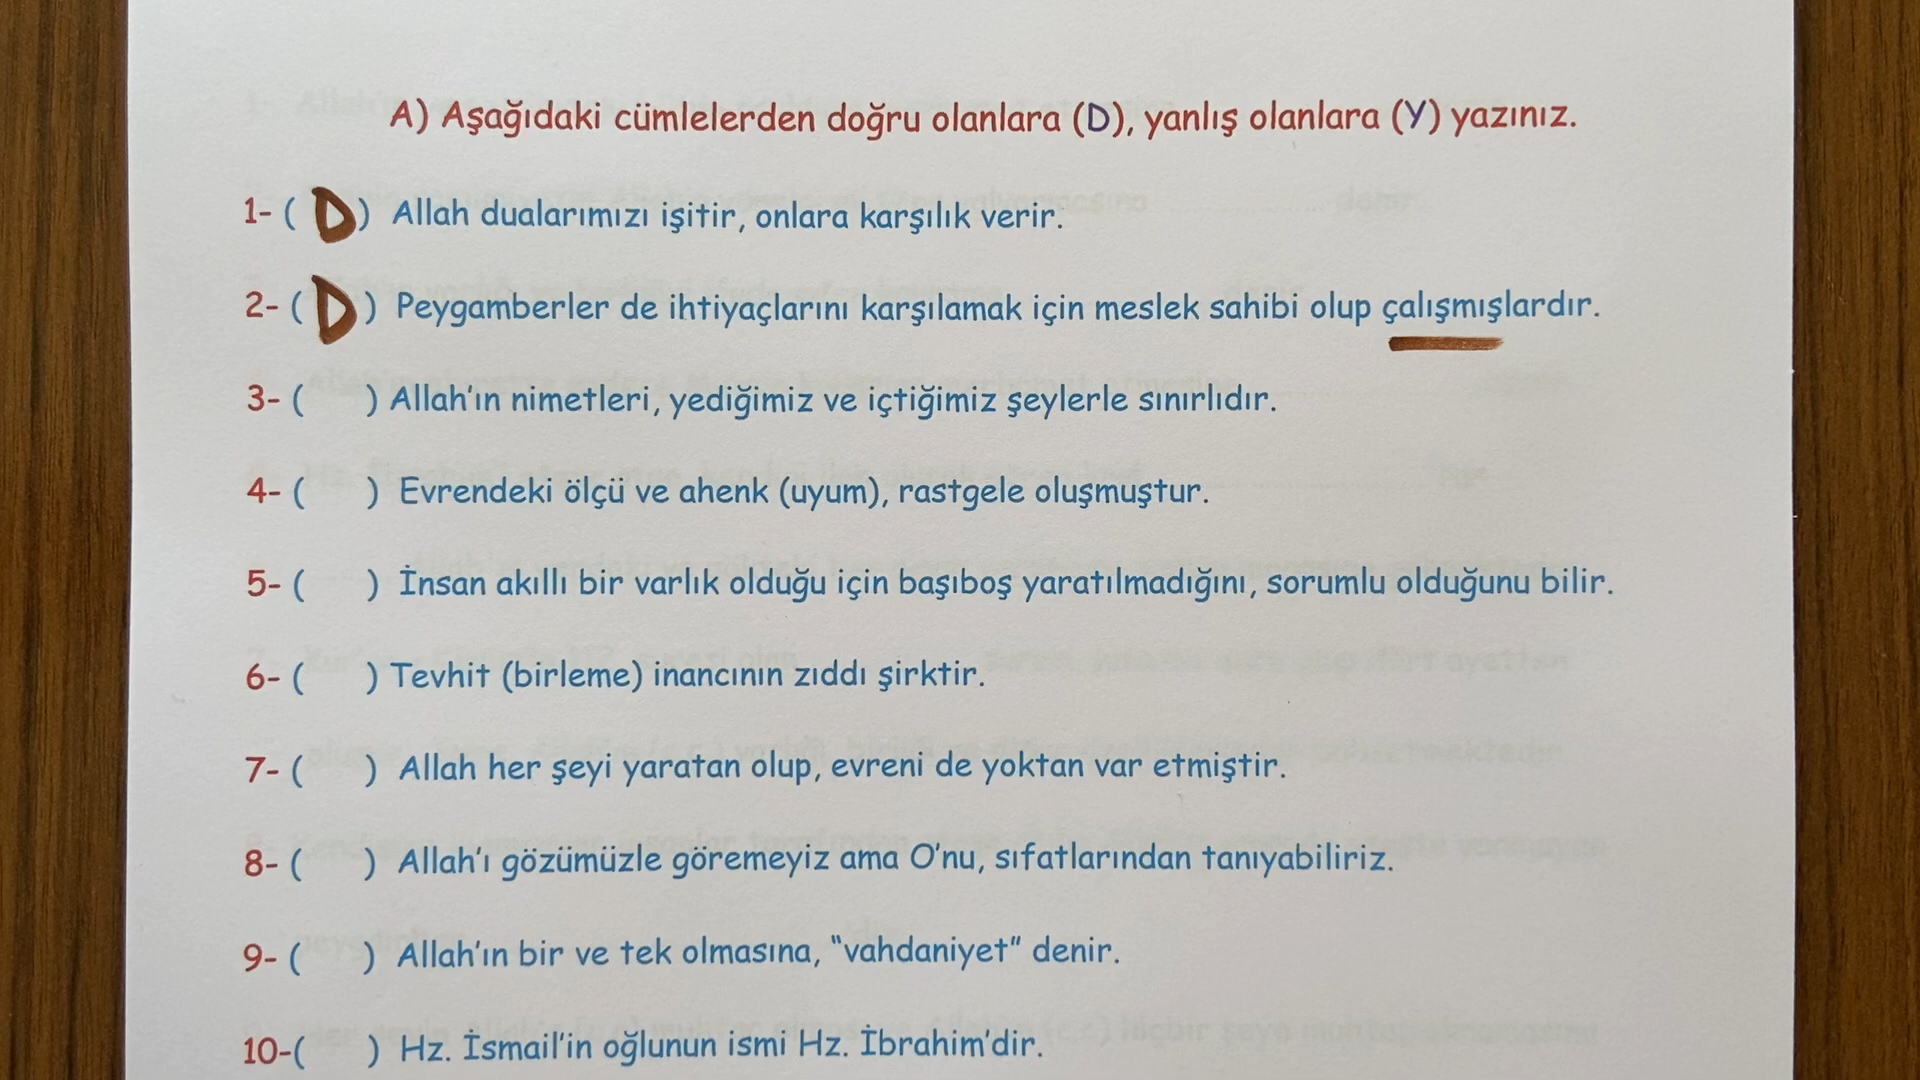 A) Aşağıdaki cümlelerden doğru olanlara (D), yanlış olanlara (Y) yazınız.
1- ( D ) Allah dualarımızı işitir, onlara karşılık verir.
2- ( D ) Peygamberler de ihtiyaçlarını karşılamak için meslek sahibi olup çalışmışlardır.
3- ( ) Allah'ın nimetleri, yediğimiz ve içtiğimiz şeylerle sınırlıdır.
4- ( ) Evrendeki ölçü ve ahenk (uyum), rastgele oluşmuştur.
5- ( ) İnsan akıllı bir varlık olduğu için başıboş yaratılmadığını, sorumlu olduğunu bilir.
6- ( ) Tevhit (birleme) inancının zıddı şirktir.
7- ( ) Allah her şeyi yaratan olup, evreni de yoktan var etmiştir.
8- ( ) Allah'ı gözümüzle göremeyiz ama O'nu, sıfatlarından tanıyabiliriz.
9- ( ) Allah'ın bir ve tek olmasına, "vahdaniyet" denir.
10-( ) Hz. İsmail'in oğlunun ismi Hz. İbrahim'dir.